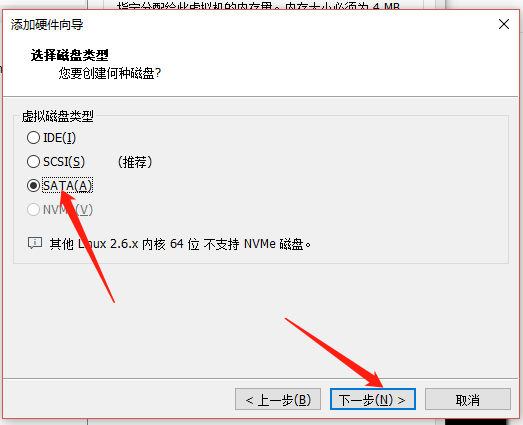 指定分配给此虚拟机的内存量。内存大小必须为 4 MB
添加硬件向导
选择磁盘类型
您要创建何种磁盘?
虚拟磁盘类型
IDE(I)
SCSI(S) （推荐）
SATA(A)
NVMe(V)
其他 Linux 2.6.x 内核 64 位 不支持 NVMe 磁盘。
< 上一步(B) 下一步(N) > 取消